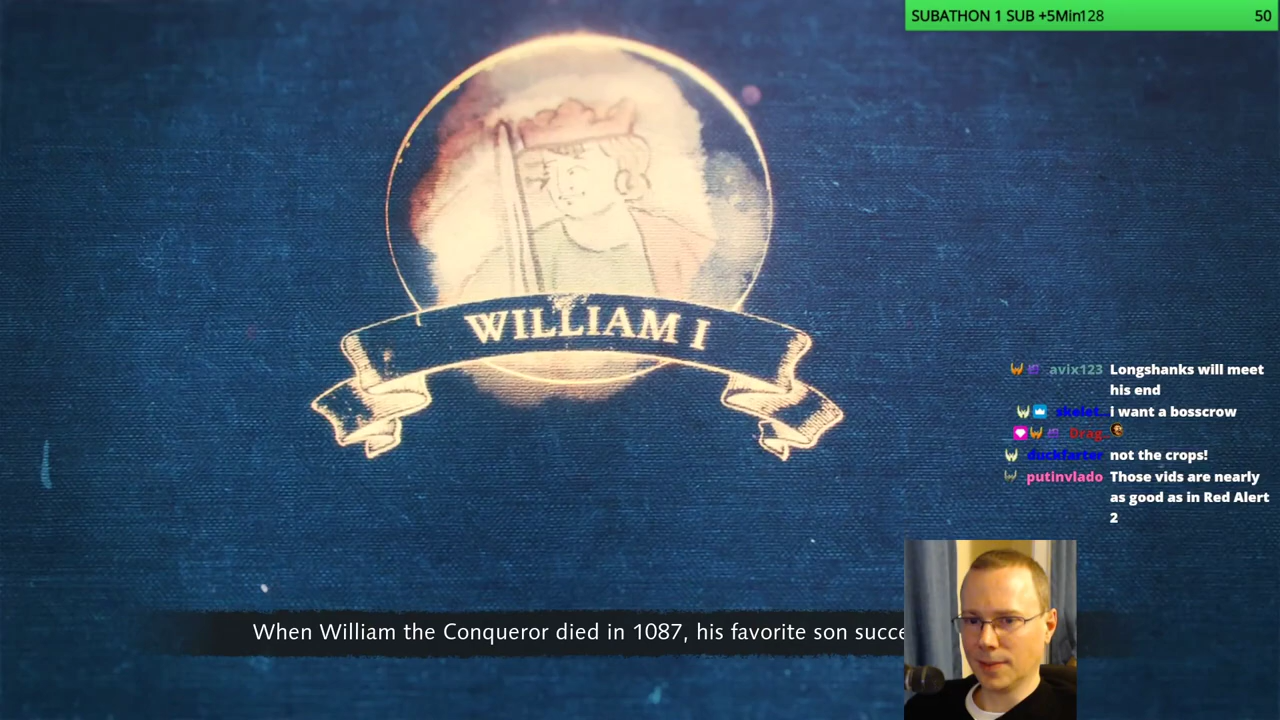 SUBATHON 1 SUB +5Min128 50
WILLIAM I
avix123 Longshanks will meet
his end
skelet... i want a bosscrow
Drag...
duckfarter not the crops!
putinvlado Those vids are nearly
as good as in Red Alert
2
When William the Conqueror died in 1087, his favorite son succe